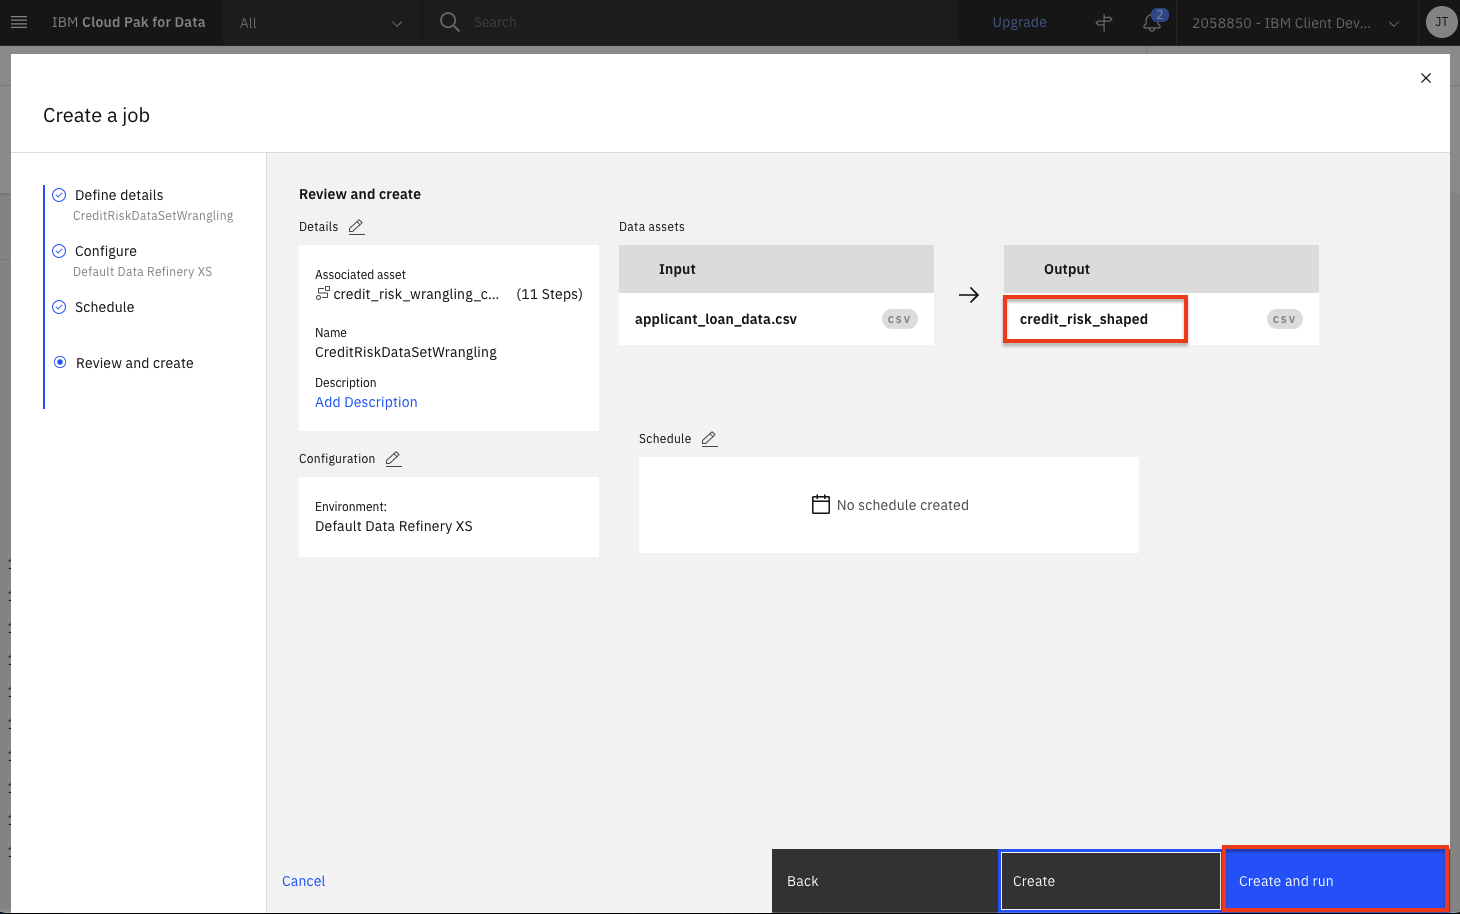 IBM Cloud Pak for Data
All
Search
Upgrade
2
2058850 - IBM Client Dev...
JT
Create a job
Define details
CreditRiskDataSetWrangling
Configure
Default Data Refinery XS
Schedule
Review and create
Review and create
Details
Associated asset
credit_risk_wrangling_c... (11 Steps)
Name
CreditRiskDataSetWrangling
Description
Add Description
Configuration
Environment:
Default Data Refinery XS
Data assets
Input
applicant_loan_data.csv
CSV
Output
credit_risk_shaped
CSV
Schedule
No schedule created
Cancel
Back
Create
Create and run